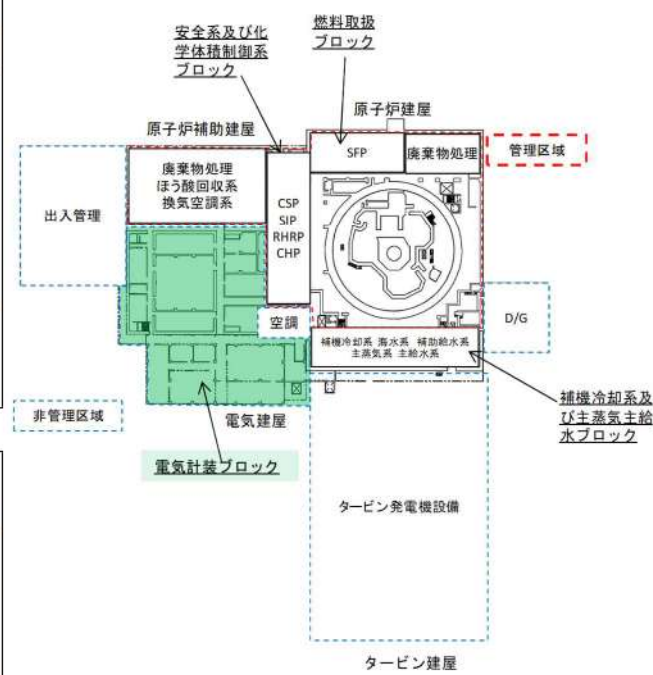 燃料取扱
ブロック
安全系及び化
学体積制御系
ブロック
原子炉建屋
原子炉補助建屋
SFP
廃棄物処理
管理区域
廃棄物処理
ほう酸回収系
換気空調系
出入管理
CSP
SIP
RHRP
CHP
空調
D/G
補機冷却系 海水系 補助給水系
主蒸気系 主給水系
補機冷却系及
び主蒸気主給
水ブロック
非管理区域
電気建屋
電気計装ブロック
タービン発電機設備
タービン建屋